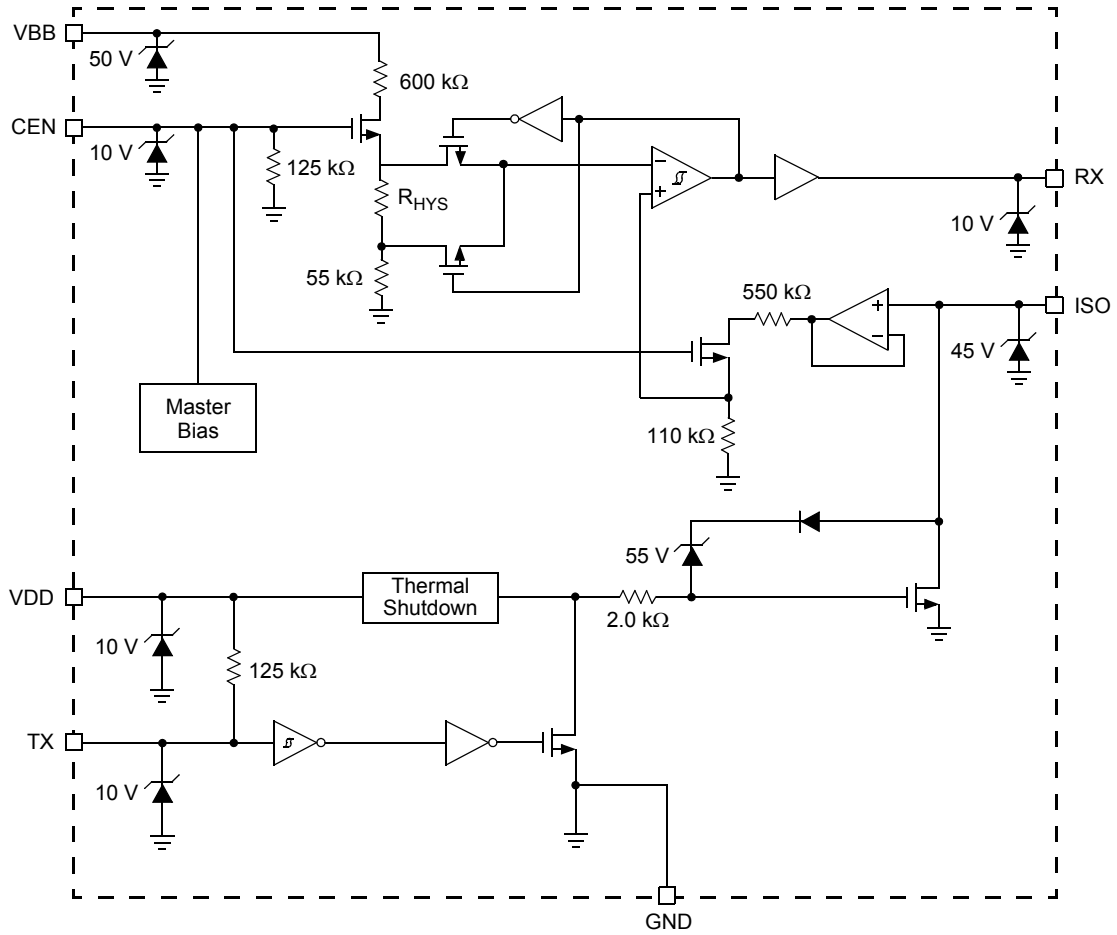 VBB
50 V
600 kΩ
CEN
10 V
125 kΩ
R_HYS
−
+
RX
10 V
55 kΩ
550 kΩ
+
−
ISO
45 V
Master
Bias
110 kΩ
55 V
VDD
Thermal
Shutdown
2.0 kΩ
10 V
125 kΩ
TX
10 V
GND